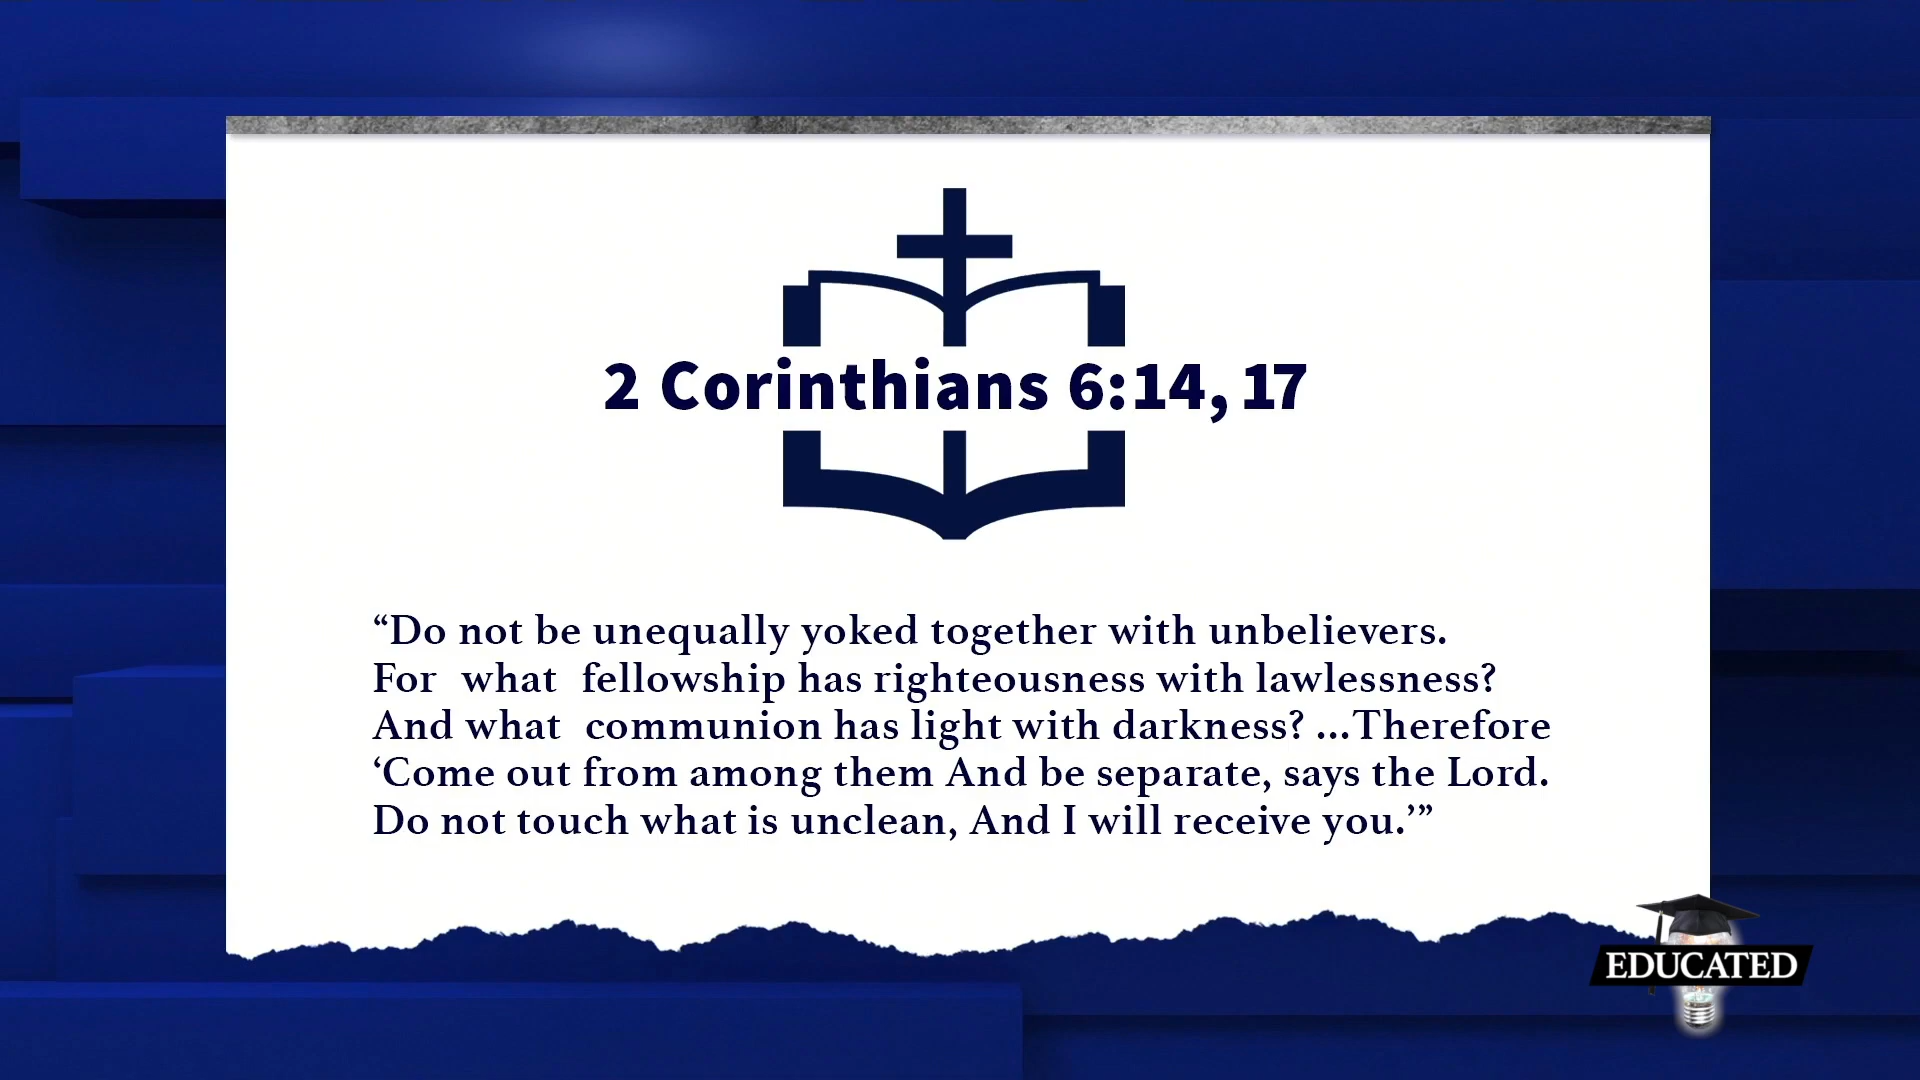 2 Corinthians 6:14, 17
“Do not be unequally yoked together with unbelievers.
For what fellowship has righteousness with lawlessness?
And what communion has light with darkness? ...Therefore
‘Come out from among them And be separate, says the Lord.
Do not touch what is unclean, And I will receive you.’”
EDUCATED